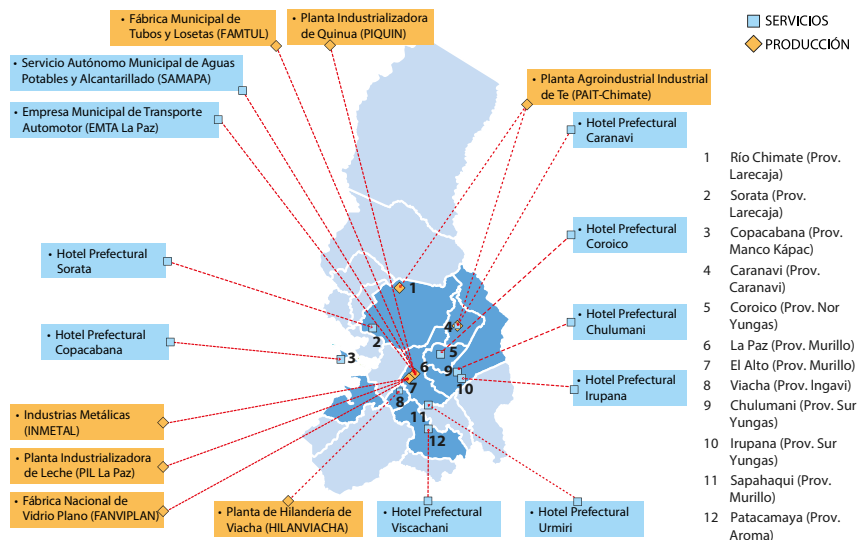 • Fábrica Municipal de
Tubos y Losetas (FAMTUL)
• Planta Industrializadora
de Quinua (PIQUIN)
SERVICIOS
PRODUCCIÓN
• Servicio Autónomo Municipal de Aguas
Potables y Alcantarillado (SAMAPA)
• Empresa Municipal de Transporte
Automotor (EMTA La Paz)
• Planta Agroindustrial Industrial
de Te (PAIT-Chimate)
• Hotel Prefectural
Caranavi
• Hotel Prefectural
Coroico
• Hotel Prefectural
Sorata
• Hotel Prefectural
Copacabana
• Hotel Prefectural
Chulumani
• Hotel Prefectural
Irupana
• Industrias Metálicas
(INMETAL)
• Planta Industrializadora
de Leche (PIL La Paz)
• Fábrica Nacional de
Vidrio Plano (FANVIPLAN)
• Planta de Hilandería de
Viacha (HILANVIACHA)
• Hotel Prefectural
Viscachani
• Hotel Prefectural
Urmiri
1
2
3
4
5
6
7
8
9
10
11
12
1 Río Chimate (Prov.
Larecaja)
2 Sorata (Prov.
Larecaja)
3 Copacabana (Prov.
Manco Kápac)
4 Caranavi (Prov.
Caranavi)
5 Coroico (Prov. Nor
Yungas)
6 La Paz (Prov. Murillo)
7 El Alto (Prov. Murillo)
8 Viacha (Prov. Ingavi)
9 Chulumani (Prov. Sur
Yungas)
10 Irupana (Prov. Sur
Yungas)
11 Sapahaqui (Prov.
Murillo)
12 Patacamaya (Prov.
Aroma)